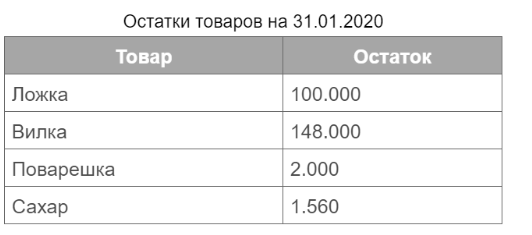 Остатки товаров на 31.01.2020
Товар Остаток
Ложка 100.000
Вилка 148.000
Поварешка 2.000
Сахар 1.560